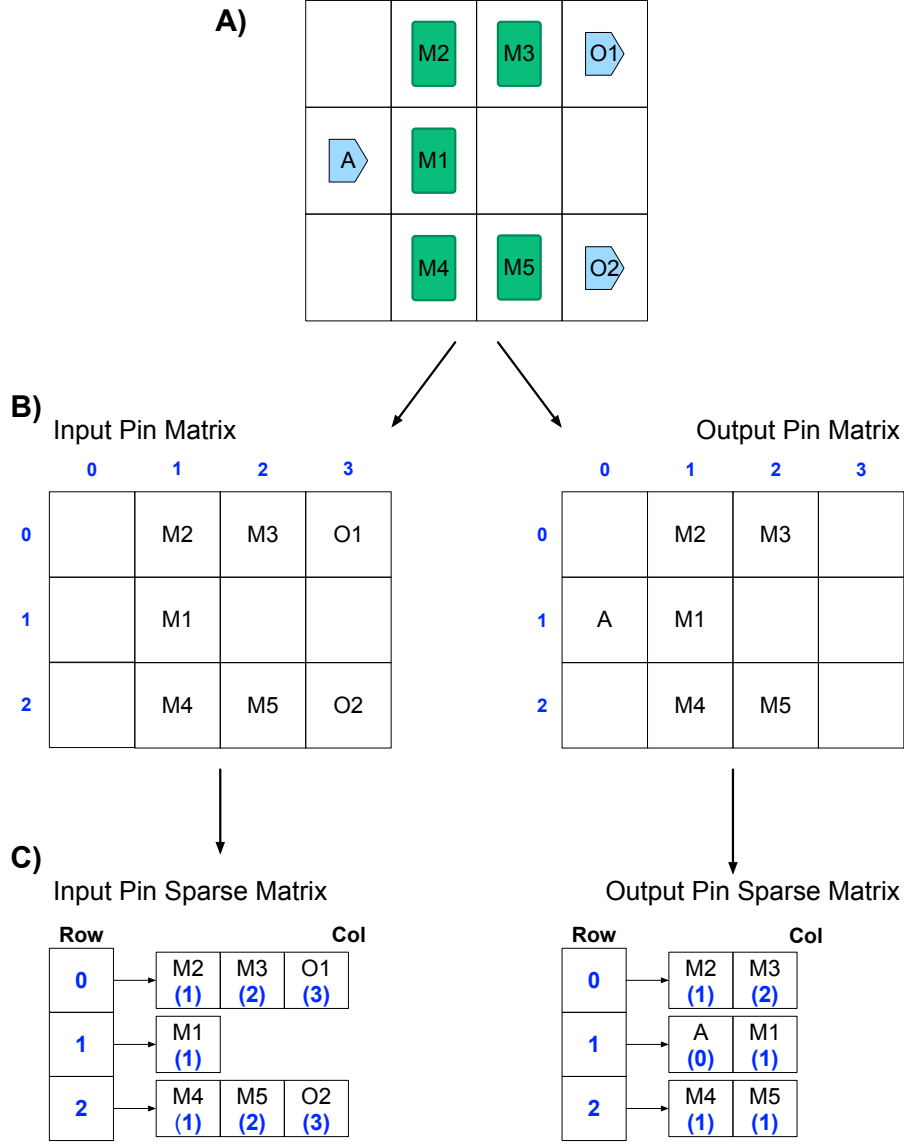 A)
M2 M3 O1
A M1
M4 M5 O2
B)
Input Pin Matrix
0 1 2 3
0 M2 M3 O1
1 M1
2 M4 M5 O2
Output Pin Matrix
0 1 2 3
0 M2 M3
1 A M1
2 M4 M5
C)
Input Pin Sparse Matrix
Row Col
0 M2 M3 O1
(1) (2) (3)
1 M1
(1)
2 M4 M5 O2
(1) (2) (3)
Output Pin Sparse Matrix
Row Col
0 M2 M3
(1) (2)
1 A M1
(0) (1)
2 M4 M5
(1) (1)